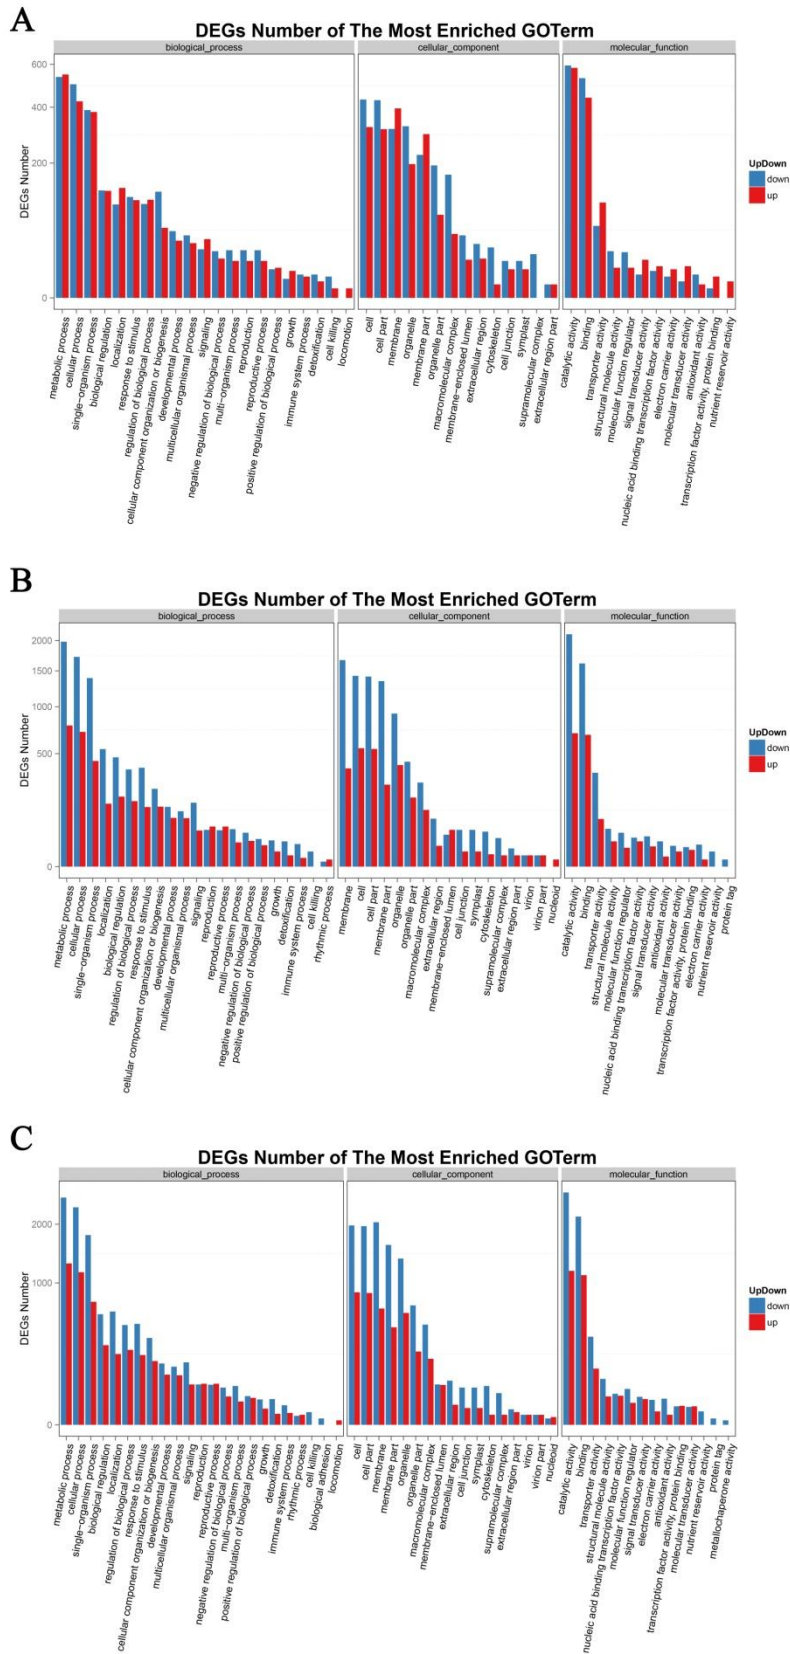 A
DEGs Number of The Most Enriched GOTerm
biological_process
cellular_component
molecular_function
DEGs Number
600
400
200
0
UpDown
down
up
metabolic process
cellular process
single-organism process
biological regulation
localization
response to stimulus
regulation of biological process
cellular component organization or biogenesis
developmental process
multicellular organismal process
signaling
negative regulation of biological process
multi-organism process
reproduction
reproductive process
positive regulation of biological process
growth
immune system process
detoxification
cell killing
locomotion
cell
cell part
membrane
organelle
membrane part
organelle part
macromolecular complex
membrane-enclosed lumen
extracellular region
cytoskeleton
cell junction
symplast
supramolecular complex
extracellular region part
catalytic activity
binding
transporter activity
structural molecule activity
molecular function regulator
signal transducer activity
nucleic acid binding transcription factor activity
electron carrier activity
molecular transducer activity
antioxidant activity
transcription factor activity, protein binding
nutrient reservoir activity
B
DEGs Number of The Most Enriched GOTerm
biological_process
cellular_component
molecular_function
DEGs Number
2000
1500
1000
500
0
UpDown
down
up
metabolic process
cellular process
single-organism process
localization
biological regulation
regulation of biological process
response to stimulus
cellular component organization or biogenesis
developmental process
multicellular organismal process
signaling
reproduction
reproductive process
multi-organism process
negative regulation of biological process
positive regulation of biological process
growth
detoxification
immune system process
cell killing
rhythmic process
membrane
cell
cell part
membrane part
organelle
organelle part
macromolecular complex
extracellular region
membrane-enclosed lumen
cell junction
symplast
cytoskeleton
supramolecular complex
extracellular region part
virion
virion part
nucleoid
catalytic activity
binding
transporter activity
structural molecule activity
molecular function regulator
nucleic acid binding transcription factor activity
signal transducer activity
antioxidant activity
molecular transducer activity
transcription factor activity, protein binding
electron carrier activity
nutrient reservoir activity
protein tag
C
DEGs Number of The Most Enriched GOTerm
biological_process
cellular_component
molecular_function
DEGs Number
2000
1000
0
UpDown
down
up
metabolic process
cellular process
single-organism process
biological regulation
localization
regulation of biological process
response to stimulus
cellular component organization or biogenesis
developmental process
multicellular organismal process
signaling
reproduction
reproductive process
negative regulation of biological process
multi-organism process
positive regulation of biological process
growth
detoxification
immune system process
rhythmic process
cell killing
biological adhesion
locomotion
cell
cell part
membrane
membrane part
organelle
organelle part
macromolecular complex
membrane-enclosed lumen
extracellular region
cell junction
symplast
cytoskeleton
supramolecular complex
extracellular region part
virion
virion part
nucleoid
catalytic activity
binding
transporter activity
structural molecule activity
nucleic acid binding transcription factor activity
molecular function regulator
signal transducer activity
electron carrier activity
antioxidant activity
transcription factor activity, protein binding
molecular transducer activity
nutrient reservoir activity
protein tag
metallochaperone activity